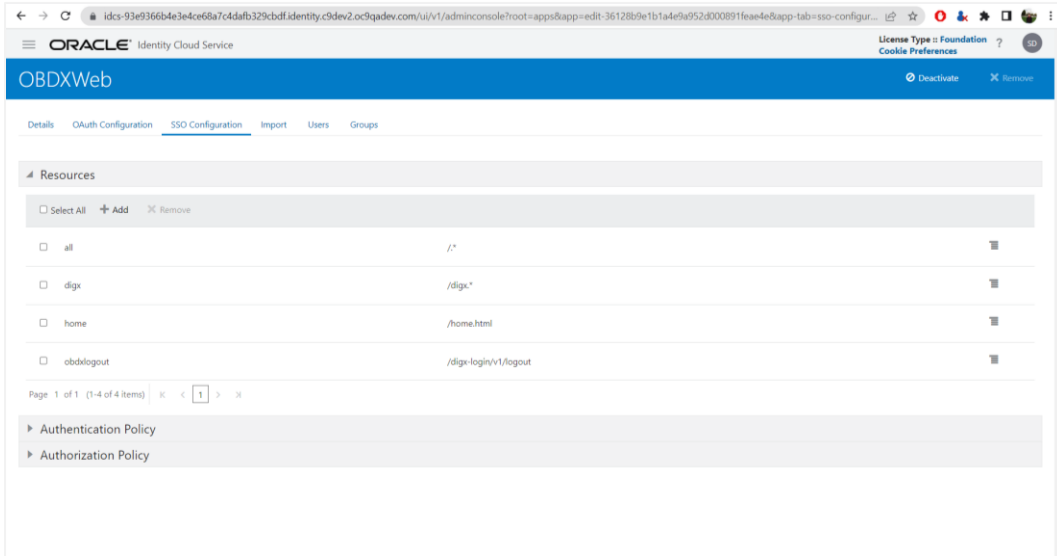 idcs-93e9366b4e3e4ce68a7c4dafb329cbdf.identity.c9dev2.oc9qadev.com/ui/v1/adminconsole?root=apps&app=edit-36128b9e1b1a4e9a952d000891feae4e&app-tab=sso-configur...
ORACLE® Identity Cloud Service
License Type :: Foundation
Cookie Preferences
?
SD
OBDXWeb
Deactivate
Remove
Details OAuth Configuration SSO Configuration Import Users Groups
Resources
Select All Add Remove
all /.*
digx /digx.*
home /home.html
obdxlogout /digx-login/v1/logout
Page 1 of 1 (1-4 of 4 items) 1
Authentication Policy
Authorization Policy